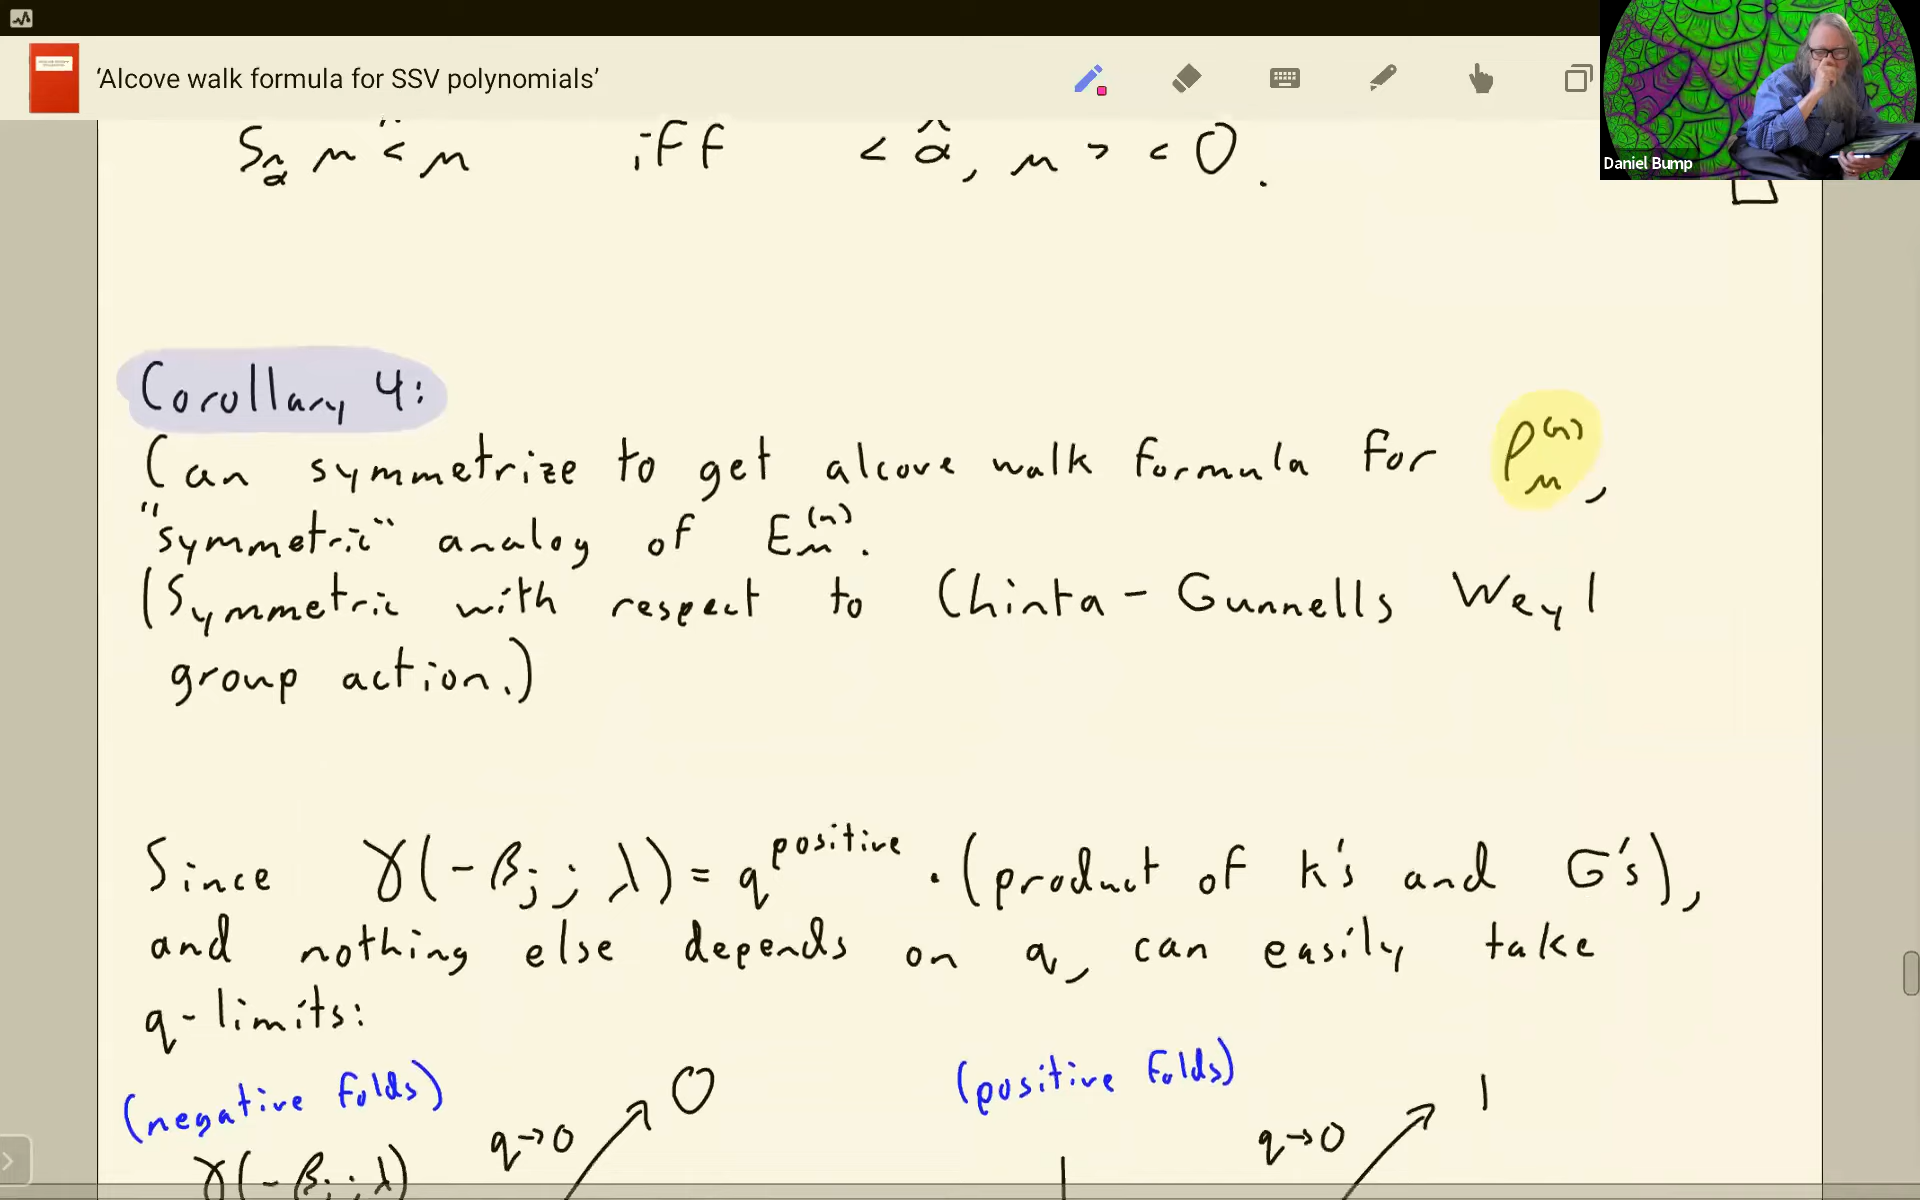 'Alcove walk formula for SSV polynomials'
Daniel Bump
S_α̂ μ < μ iff < α̂, μ > < 0.
Corollary 4:
Can symmetrize to get alcove walk formula for P_μ^(n),
"symmetric" analog of E_μ^(n).
(Symmetric with respect to Chinta-Gunnells Weyl
group action.)
Since γ(-β_j; λ) = q^positive · (product of k's and G's),
and nothing else depends on q, can easily take
q-limits:
(negative folds) 0 (positive folds) 1
q→0 q→0
γ(-β_j; λ) 1